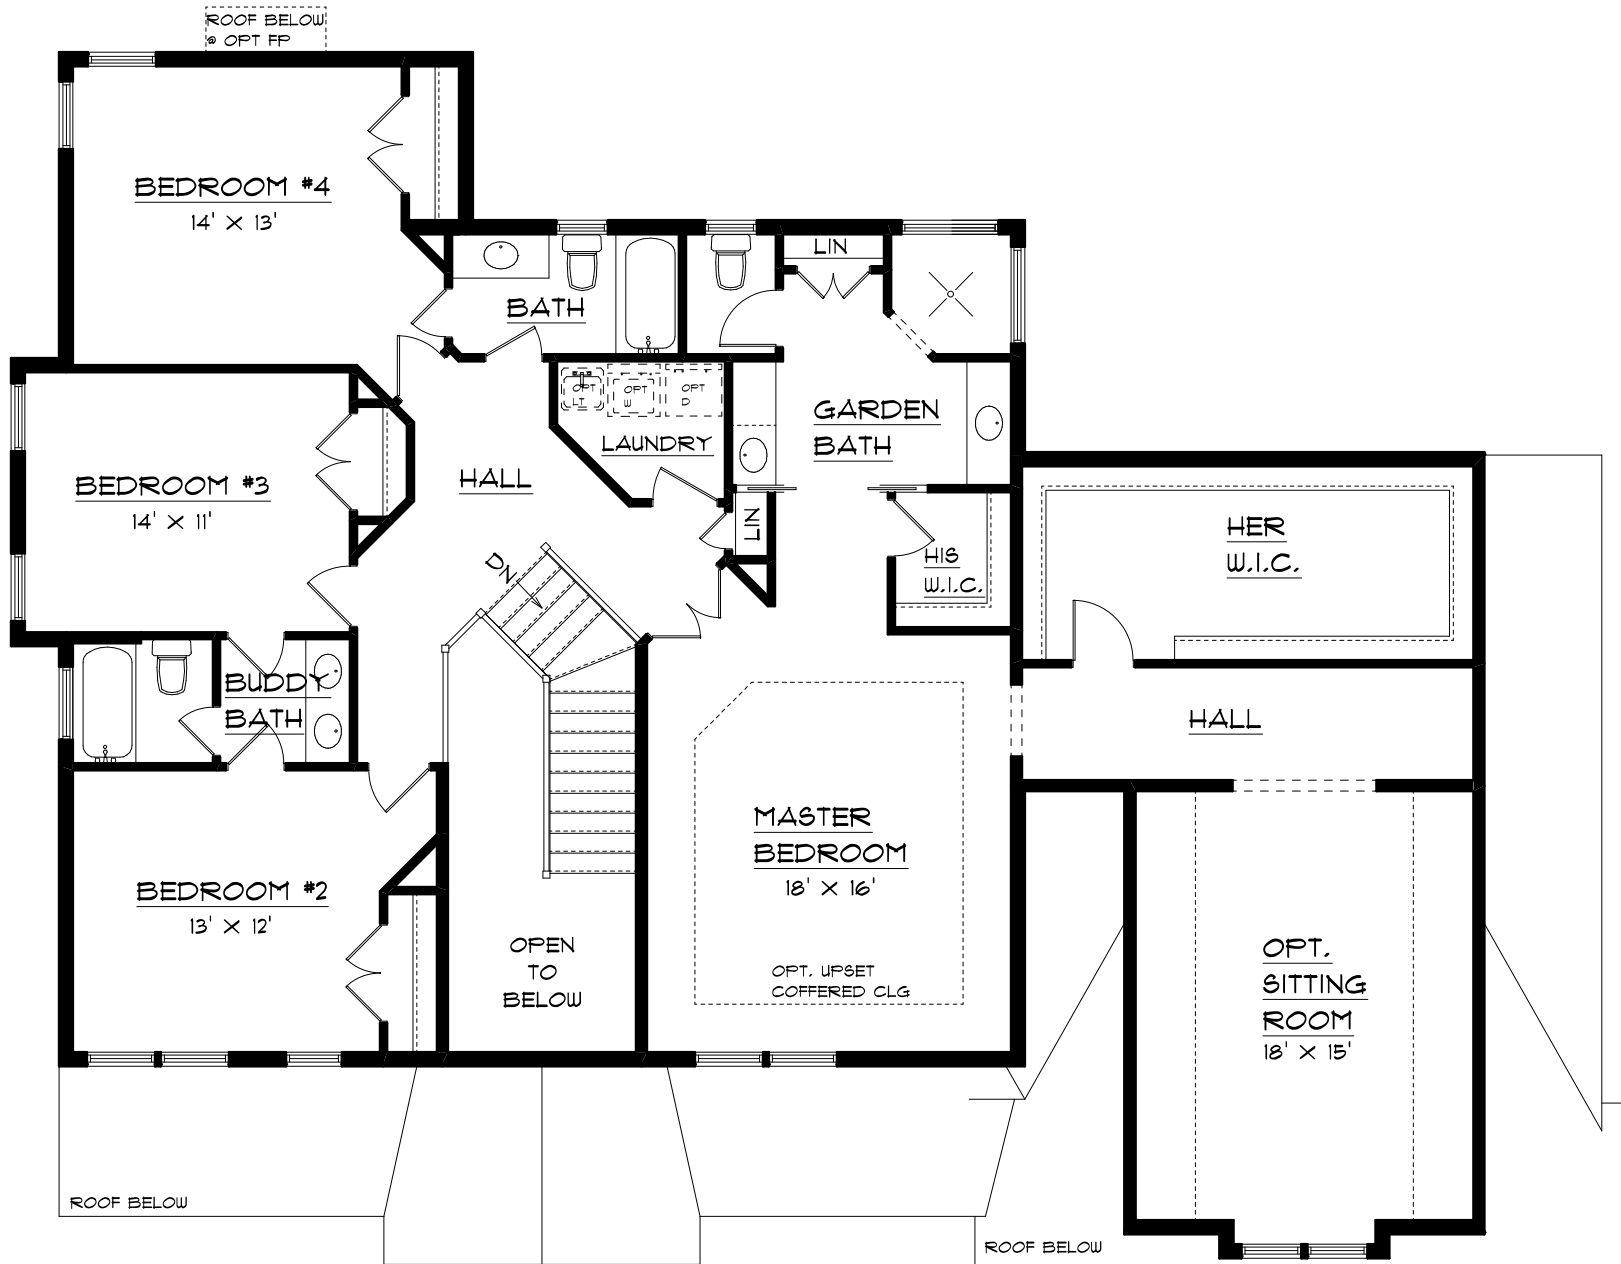 ROOF BELOW
@ OPT FP
BEDROOM #4
14' X 13'
BATH
LIN
OPT
LT
OPT
W
OPT
D
LAUNDRY
GARDEN
BATH
HALL
BEDROOM #3
14' X 11'
LIN
HIS
W.I.C.
HER
W.I.C.
DN
BUDDY
BATH
HALL
MASTER
BEDROOM
18' X 16'
BEDROOM #2
13' X 12'
OPEN
TO
BELOW
OPT. UPSET
COFFERED CLG
OPT.
SITTING
ROOM
18' X 15'
ROOF BELOW
ROOF BELOW